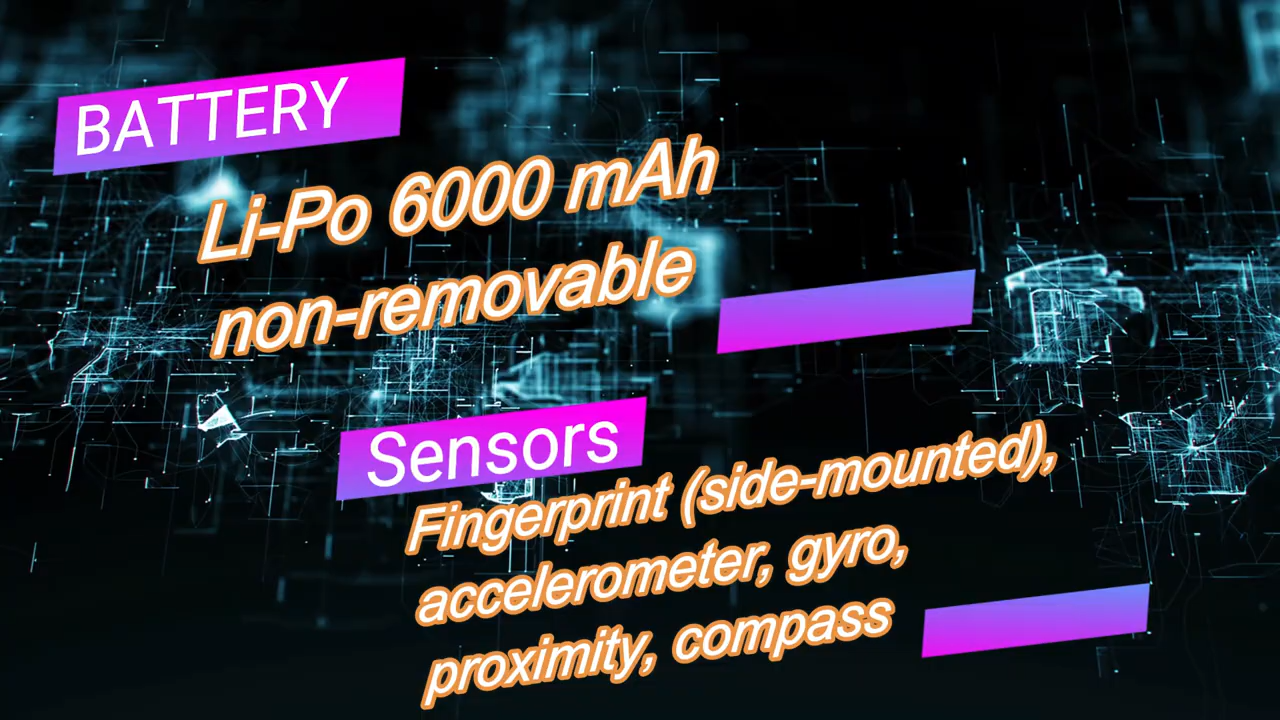 BATTERY
Li-Po 6000 mAh
non-removable
Sensors
Fingerprint (side-mounted),
accelerometer, gyro,
proximity, compass